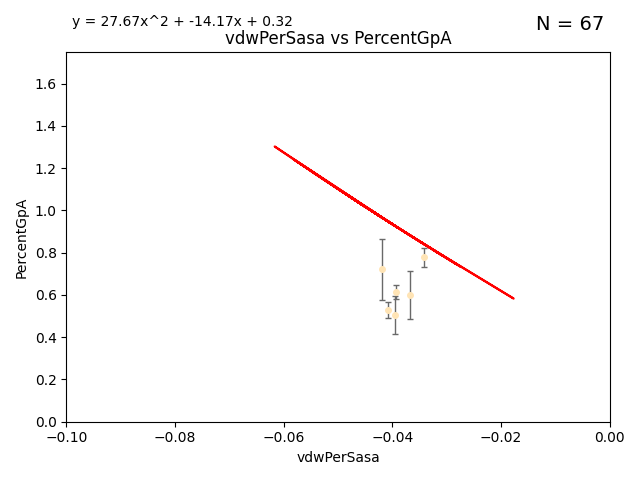 y = 27.67x^2 + -14.17x + 0.32
N = 67
vdwPerSasa vs PercentGpA
PercentGpA
1.6
1.4
1.2
1.0
0.8
0.6
0.4
0.2
0.0
−0.10 −0.08 −0.06 −0.04 −0.02 0.00
vdwPerSasa